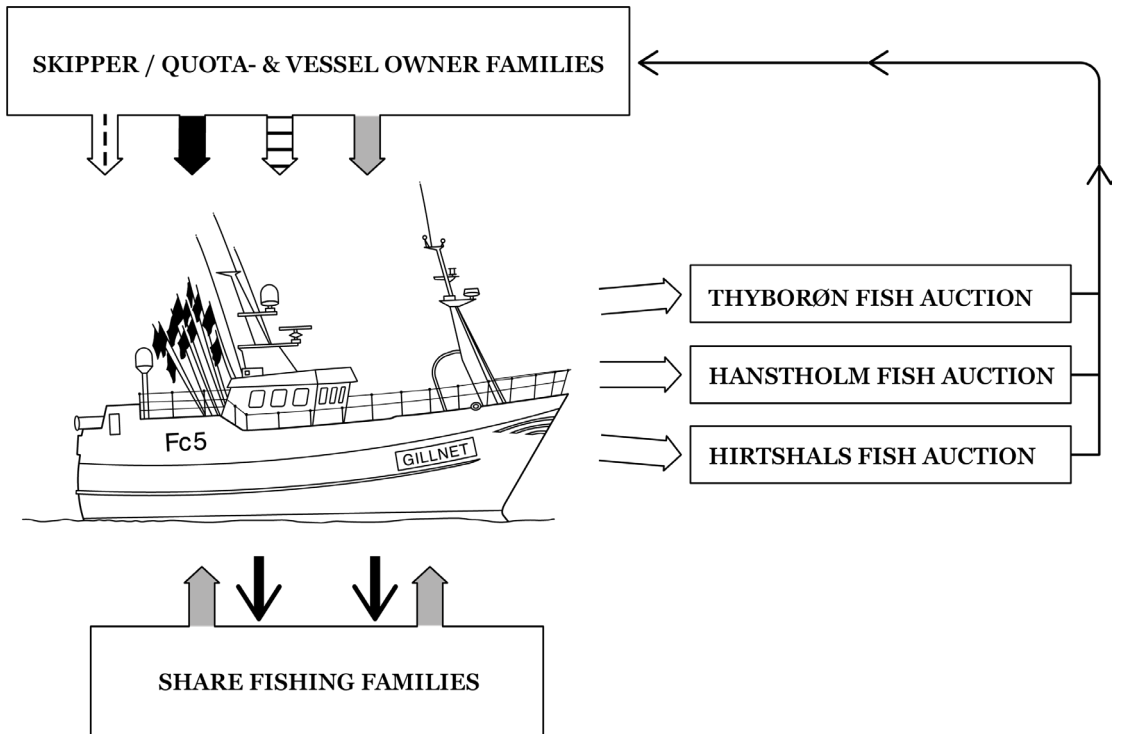 SKIPPER / QUOTA- & VESSEL OWNER FAMILIES
THYBORØN FISH AUCTION
HANSTHOLM FISH AUCTION
HIRTSHALS FISH AUCTION
Fc5
GILLNET
SHARE FISHING FAMILIES